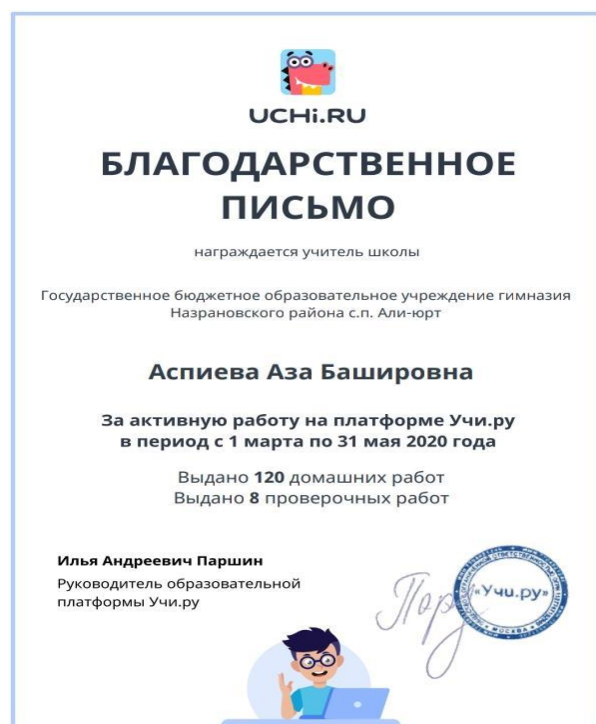 UCHi.RU
БЛАГОДАРСТВЕННОЕ
ПИСЬМО
награждается учитель школы
Государственное бюджетное образовательное учреждение гимназия
Назрановского района с.п. Али-юрт
Аспиева Аза Башировна
За активную работу на платформе Учи.ру
в период с 1 марта по 31 мая 2020 года
Выдано 120 домашних работ
Выдано 8 проверочных работ
Илья Андреевич Паршин
Руководитель образовательной
платформы Учи.ру
«Учи.ру»
МОСКВА